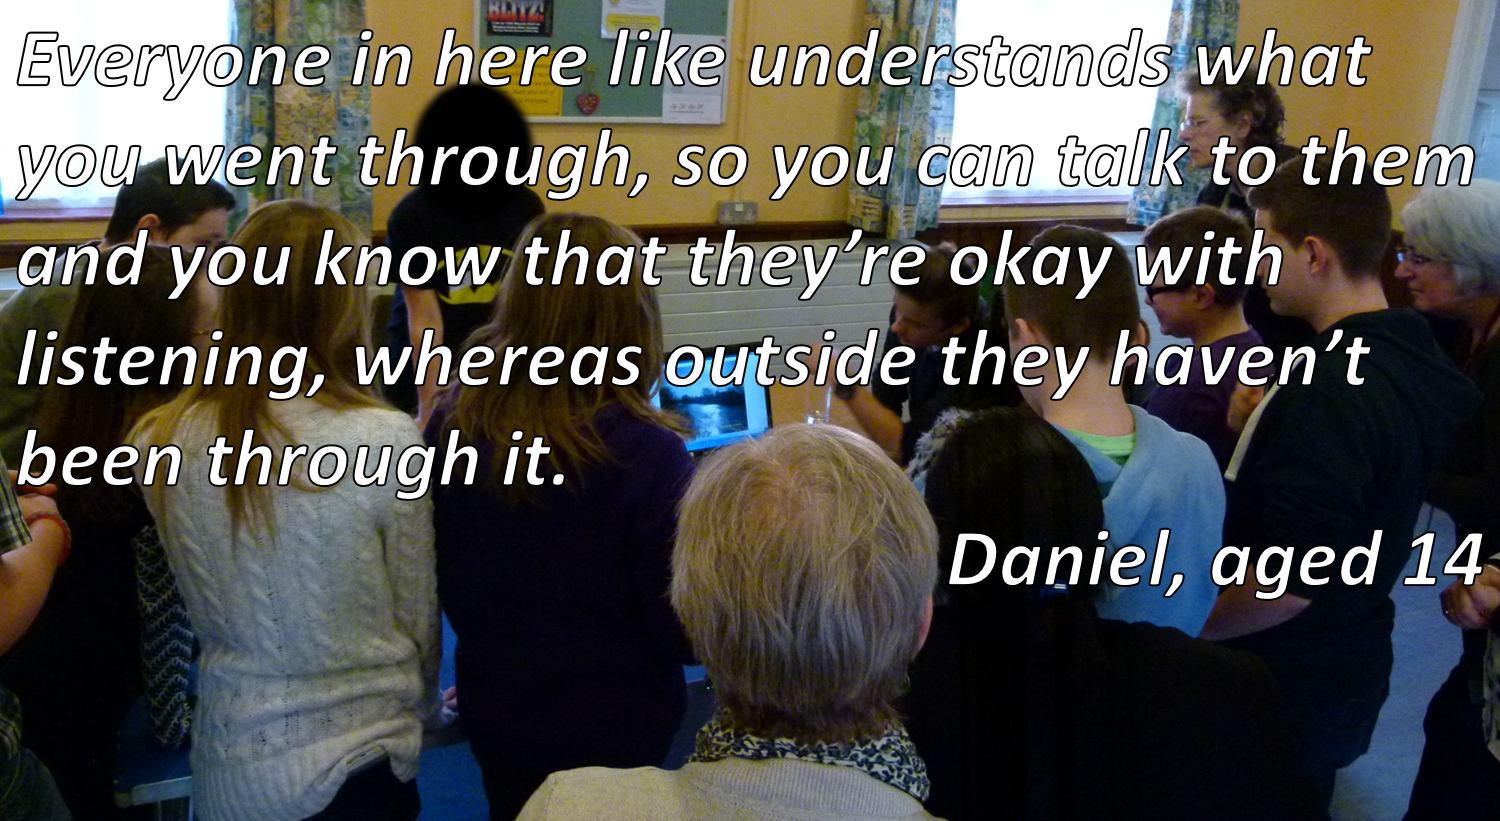 BLITZ!
Everyone in here like understands what
you went through, so you can talk to them
and you know that they’re okay with
listening, whereas outside they haven’t
been through it.
Daniel, aged 14